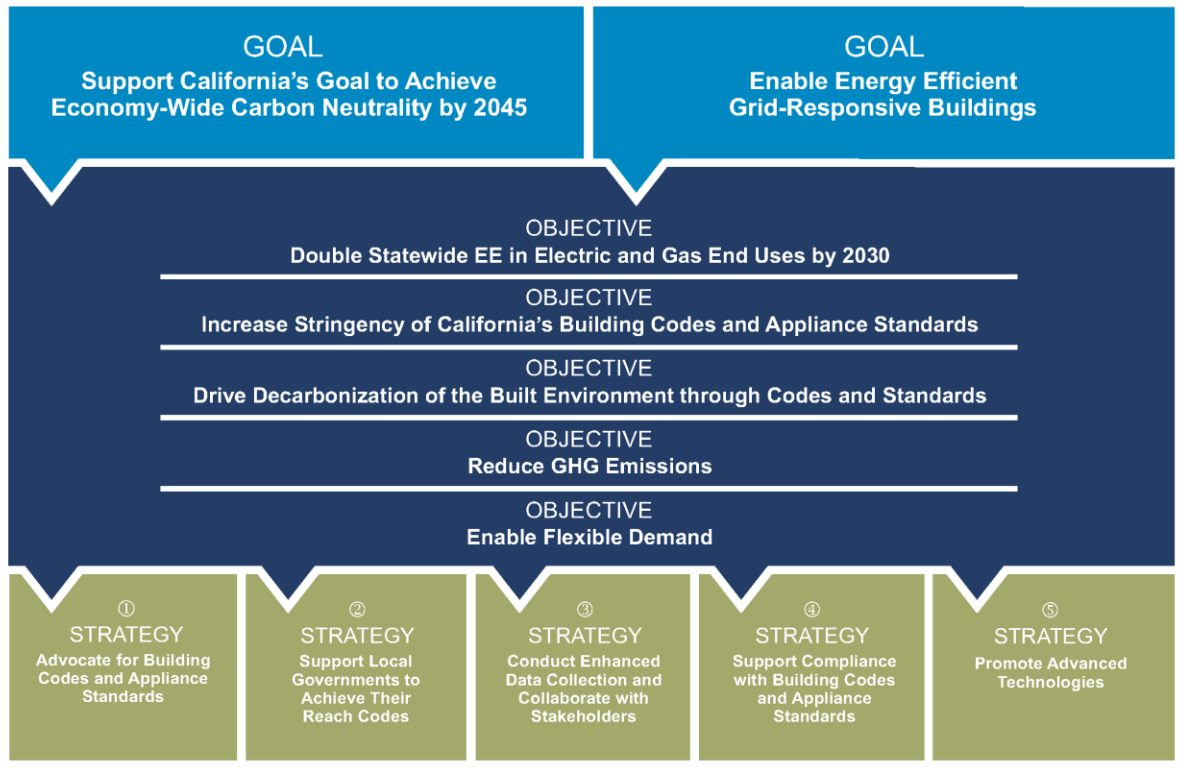 GOAL
Support California's Goal to Achieve
Economy-Wide Carbon Neutrality by 2045
GOAL
Enable Energy Efficient
Grid-Responsive Buildings
OBJECTIVE
Double Statewide EE in Electric and Gas End Uses by 2030
OBJECTIVE
Increase Stringency of California's Building Codes and Appliance Standards
OBJECTIVE
Drive Decarbonization of the Built Environment through Codes and Standards
OBJECTIVE
Reduce GHG Emissions
OBJECTIVE
Enable Flexible Demand
①
STRATEGY
Advocate for Building
Codes and Appliance
Standards
②
STRATEGY
Support Local
Governments to
Achieve Their
Reach Codes
③
STRATEGY
Conduct Enhanced
Data Collection and
Collaborate with
Stakeholders
④
STRATEGY
Support Compliance
with Building Codes
and Appliance
Standards
⑤
STRATEGY
Promote Advanced
Technologies